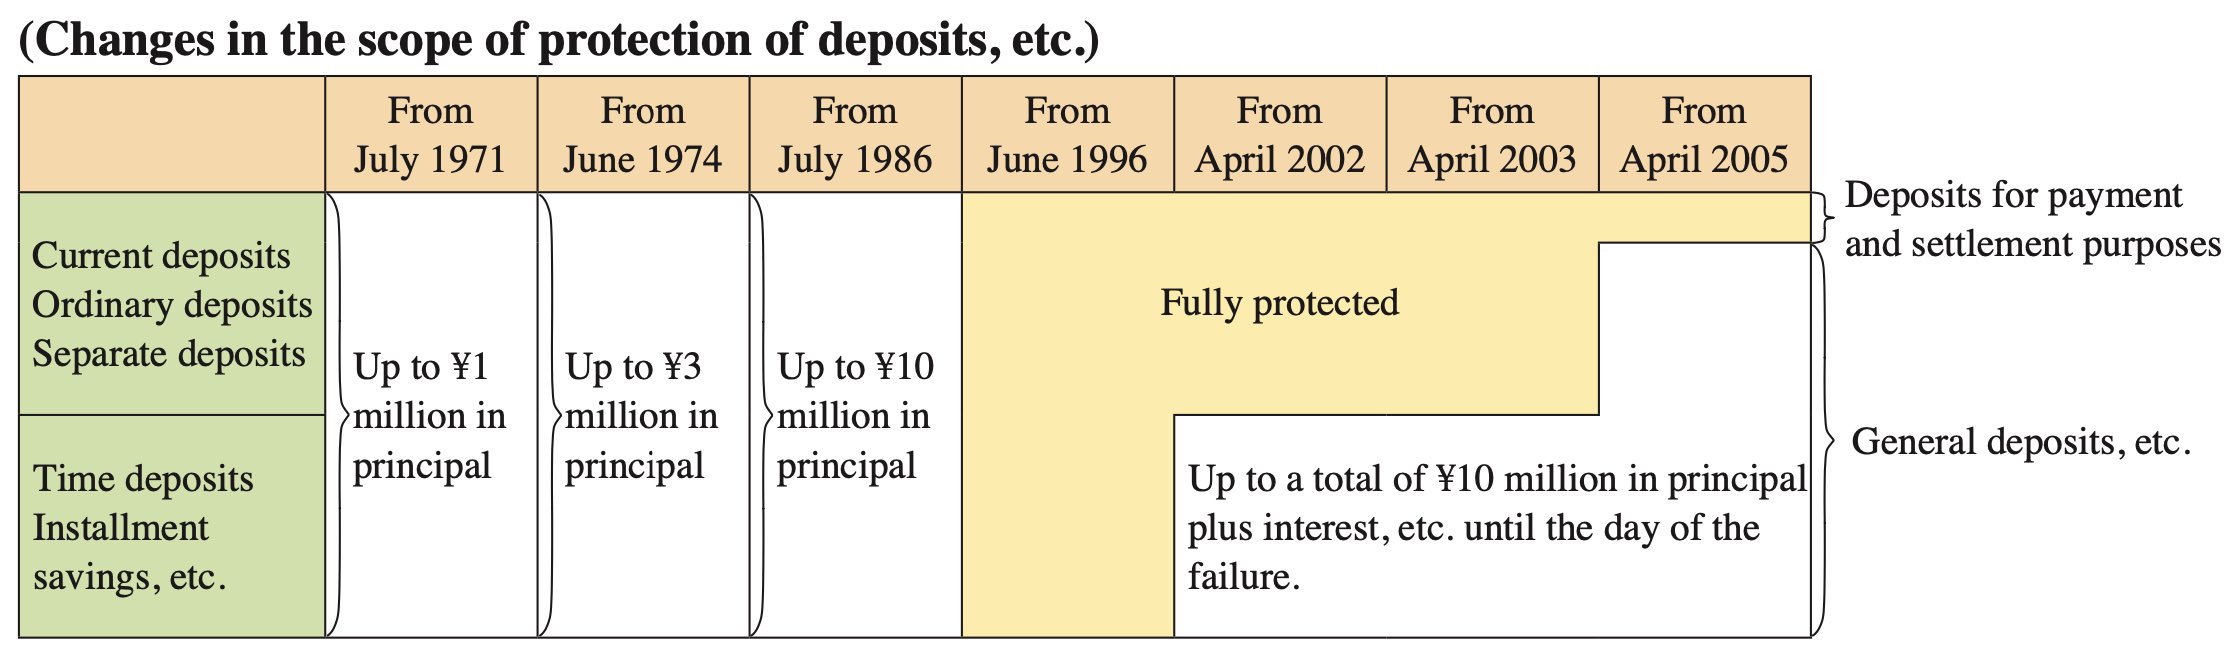 (Changes in the scope of protection of deposits, etc.)
From
July 1971
From
June 1974
From
July 1986
From
June 1996
From
April 2002
From
April 2003
From
April 2005
Current deposits
Ordinary deposits
Separate deposits
Time deposits
Installment
savings, etc.
Up to ¥1
million in
principal
Up to ¥3
million in
principal
Up to ¥10
million in
principal
Fully protected
Up to a total of ¥10 million in principal
plus interest, etc. until the day of the
failure.
Deposits for payment
and settlement purposes
General deposits, etc.